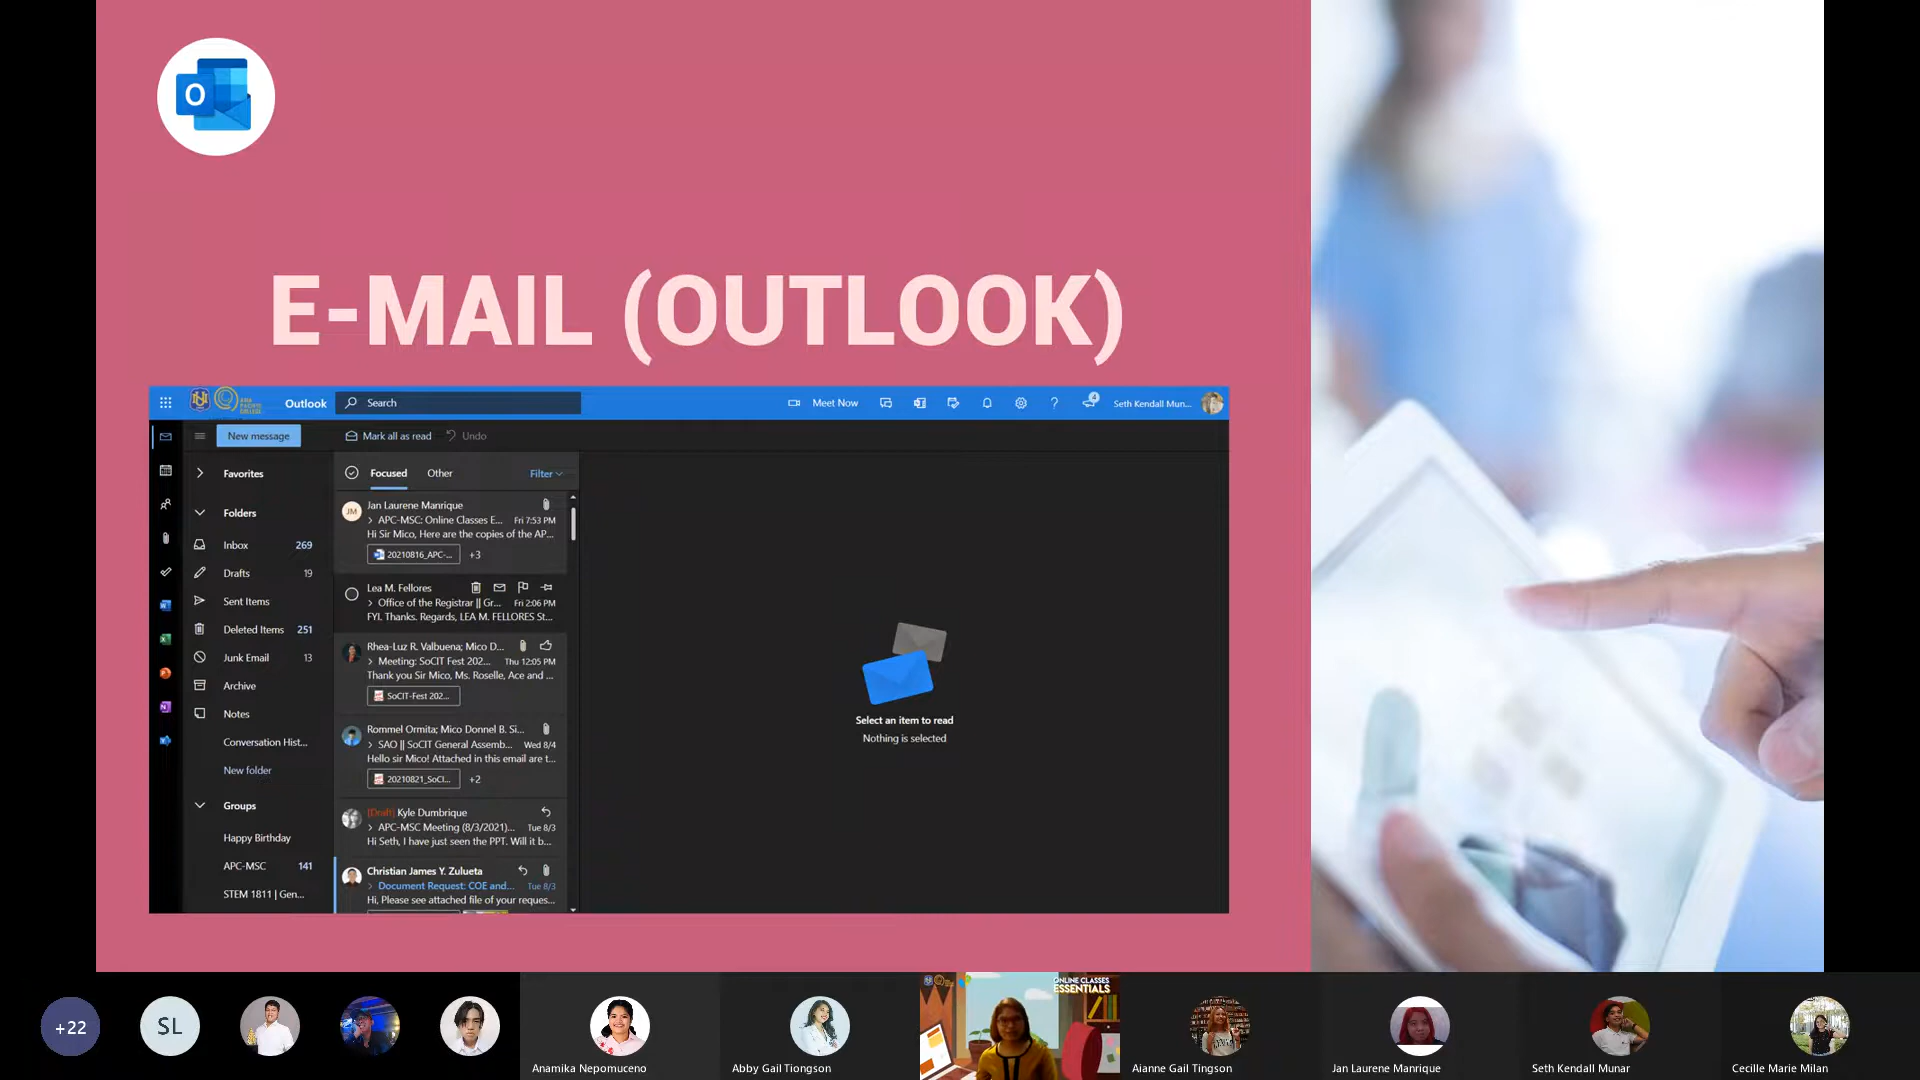 O
E-MAIL (OUTLOOK)
ASIA
PACIFIC
COLLEGE
Outlook
Search
Meet Now
4
Seth Kendall Mun...
New message
Mark all as read
Undo
Favorites
Folders
Inbox 269
Drafts 19
Sent Items
Deleted Items 251
Junk Email 13
Archive
Notes
Conversation Hist...
New folder
Groups
Happy Birthday
APC-MSC 141
STEM 1811 | Gen...
Focused Other Filter
JM
Jan Laurene Manrique
APC-MSC: Online Classes E... Fri 7:53 PM
Hi Sir Mico, Here are the copies of the AP...
20210816_APC-... +3
Lea M. Fellores
Office of the Registrar || Gr... Fri 2:06 PM
FYI. Thanks. Regards, LEA M. FELLORES St...
Rhea-Luz R. Valbuena; Mico D...
Meeting: SoCIT Fest 202... Thu 12:05 PM
Thank you Sir Mico, Ms. Roselle, Ace and ...
SoCIT-Fest 202...
Rommel Ormita; Mico Donnel B. Si...
SAO || SoCIT General Assemb... Wed 8/4
Hello sir Mico! Attached in this email are t...
20210821_SoCI... +2
[Draft] Kyle Dumbrique
APC-MSC Meeting (8/3/2021)... Tue 8/3
Hi Seth, I have just seen the PPT. Will it b...
Christian James Y. Zulueta
Document Request: COE and... Tue 8/3
Hi, Please see attached file of your reques...
Select an item to read
Nothing is selected
+22
SL
Anamika Nepomuceno
Abby Gail Tiongson
ONLINE CLASSES
ESSENTIALS
Aianne Gail Tingson
Jan Laurene Manrique
Seth Kendall Munar
Cecille Marie Milan